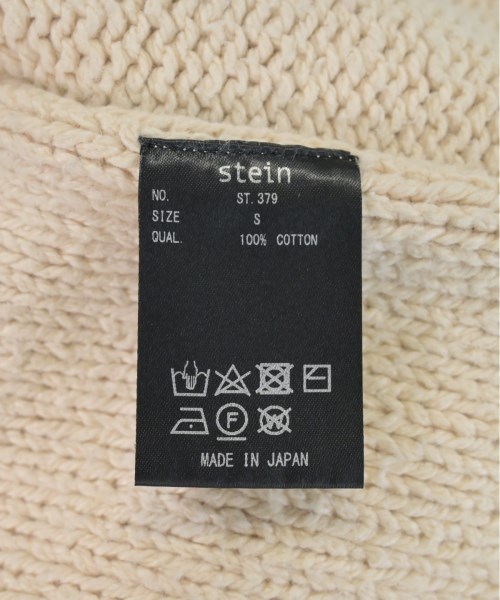 stein
NO. ST.379
SIZE S
QUAL. 100% COTTON
F
W
MADE IN JAPAN